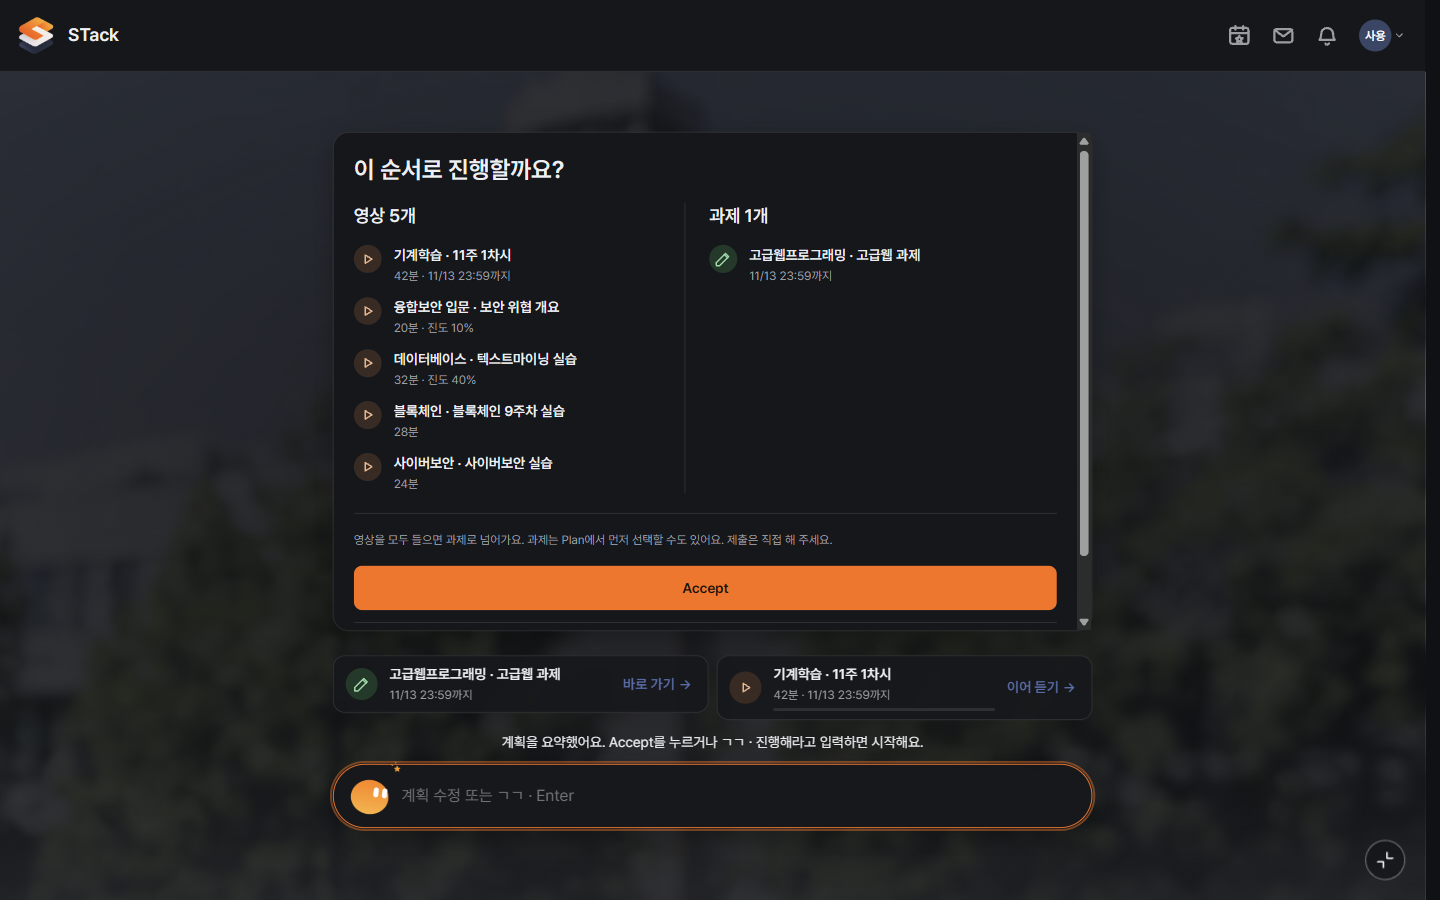 STack
사용
이 순서로 진행할까요?
영상 5개
기계학습 · 11주 1차시
42분 · 11/13 23:59까지
융합보안 입문 · 보안 위협 개요
20분 · 진도 10%
데이터베이스 · 텍스트마이닝 실습
32분 · 진도 40%
블록체인 · 블록체인 9주차 실습
28분
사이버보안 · 사이버보안 실습
24분
과제 1개
고급웹프로그래밍 · 고급웹 과제
11/13 23:59까지
영상을 모두 들으면 과제로 넘어가요. 과제는 Plan에서 먼저 선택할 수도 있어요. 제출은 직접 해 주세요.
Accept
고급웹프로그래밍 · 고급웹 과제
11/13 23:59까지
바로 가기 →
기계학습 · 11주 1차시
42분 · 11/13 23:59까지
이어 듣기 →
계획을 요약했어요. Accept를 누르거나 ㄱㄱ · 진행해라고 입력하면 시작해요.
계획 수정 또는 ㄱㄱ · Enter